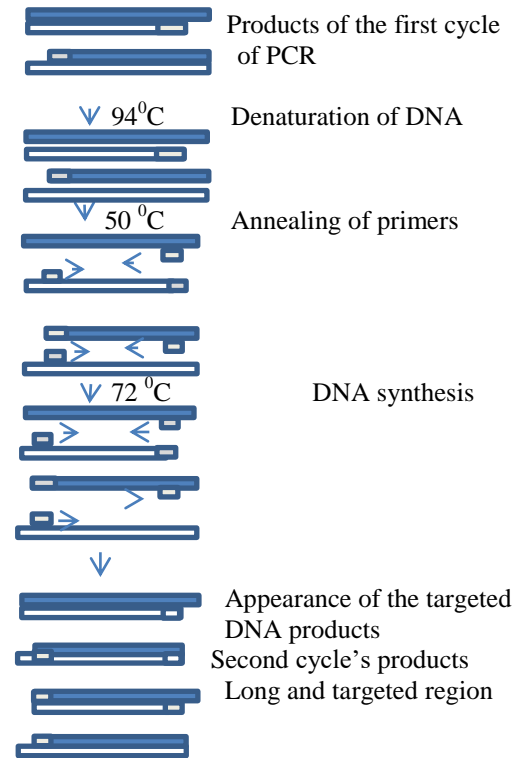 Products of the first cycle
of PCR
94⁰C Denaturation of DNA
50 ⁰C Annealing of primers
72 ⁰C DNA synthesis
Appearance of the targeted
DNA products
Second cycle’s products
Long and targeted region